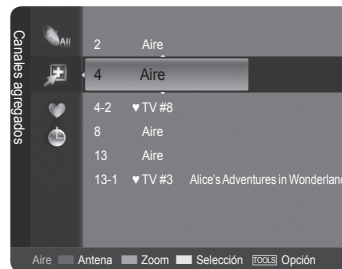 Canales agregados
All
2 Aire
4 Aire
4-2 ♥ TV #8
8 Aire
13 Aire
13-1 ♥ TV #3 Alice's Adventures in Wonderland
Aire Antena Zoom Selección TOOLS Opción